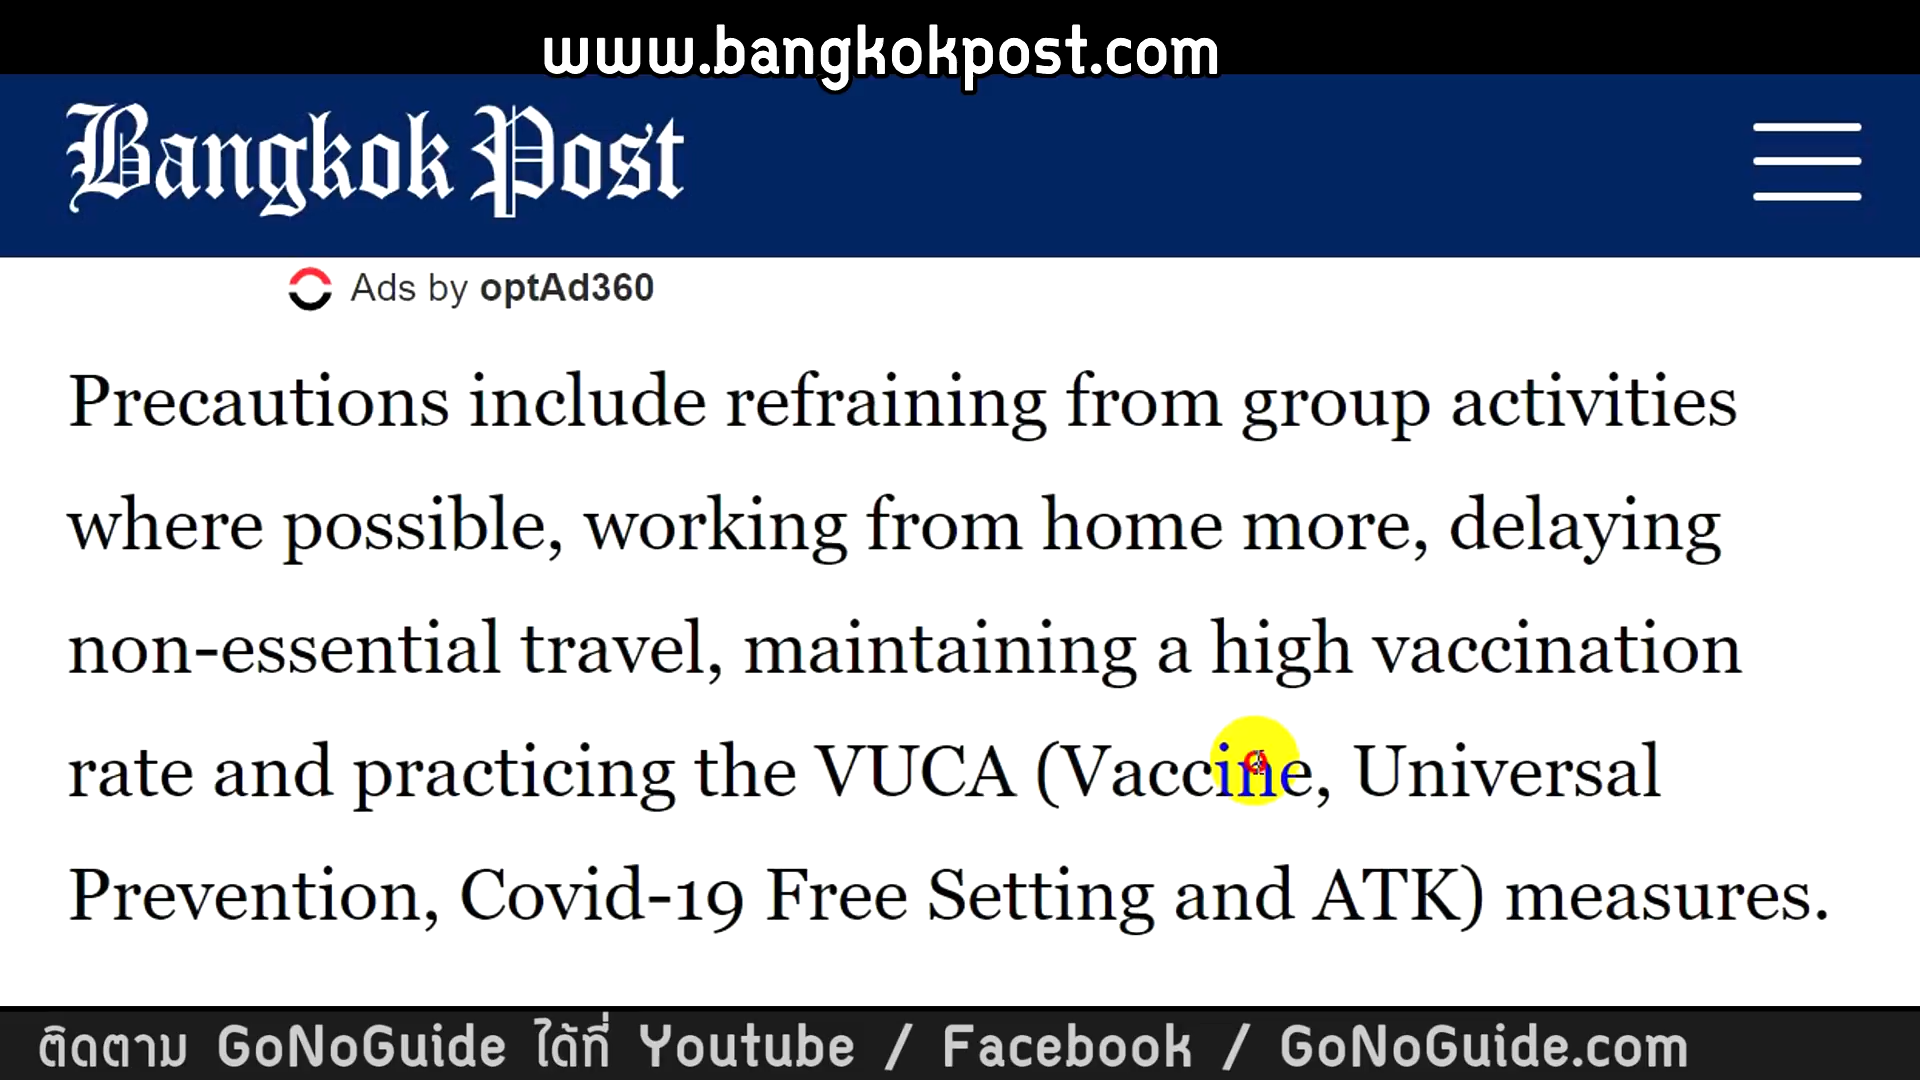 www.bangkokpost.com
Bangkok Post
Ads by optAd360
Precautions include refraining from group activities
where possible, working from home more, delaying
non-essential travel, maintaining a high vaccination
rate and practicing the VUCA (Vaccine, Universal
Prevention, Covid-19 Free Setting and ATK) measures.
ติดตาม GoNoGuide ได้ที่ Youtube / Facebook / GoNoGuide.com